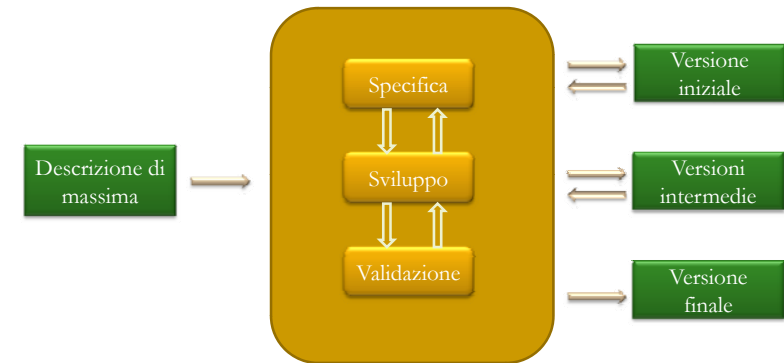 Descrizione di
massima
Specifica
Sviluppo
Validazione
Versione
iniziale
Versioni
intermedie
Versione
finale